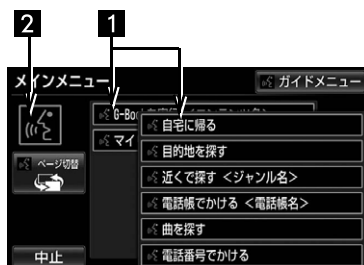 2 1
メインメニュー
ガイドメニュー
G-Boo
自宅に帰る
マイ
目的地を探す
ページ切替
近くで探す <ジャンル名>
電話帳でかける <電話帳名>
曲を探す
中止
電話番号でかける